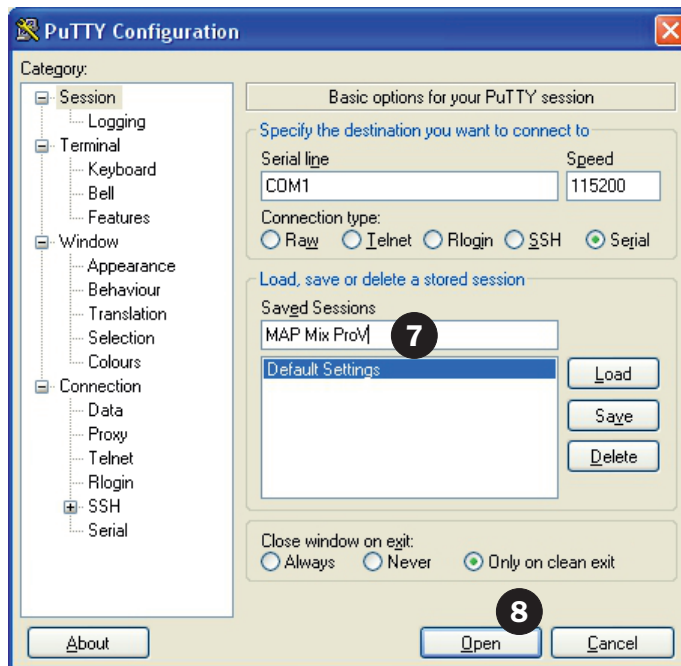 PuTTY Configuration
Category:
Session
Logging
Terminal
Keyboard
Bell
Features
Window
Appearance
Behaviour
Translation
Selection
Colours
Connection
Data
Proxy
Telnet
Rlogin
SSH
Serial
Basic options for your PuTTY session
Specify the destination you want to connect to
Serial line Speed
COM1 115200
Connection type:
Raw Telnet Rlogin SSH Serial
Load, save or delete a stored session
Saved Sessions
MAP Mix ProV 7
Default Settings
Load
Save
Delete
Close window on exit:
Always Never Only on clean exit
8
About Open Cancel